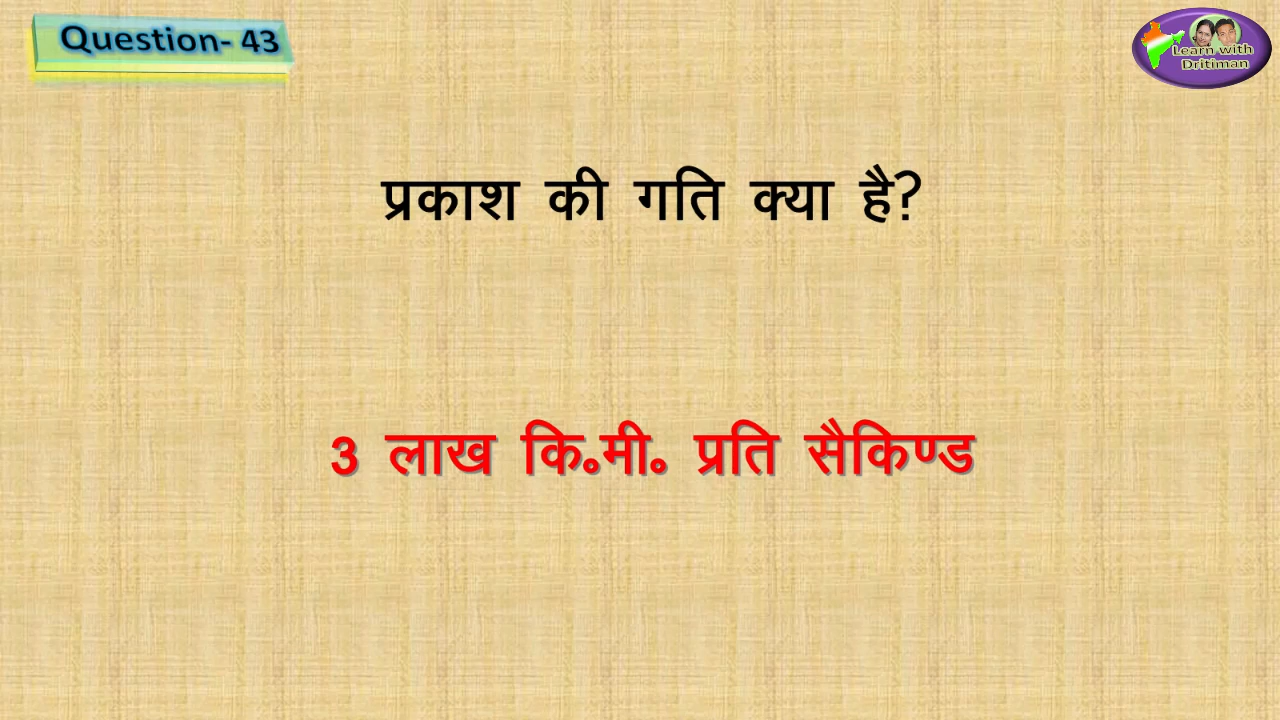 Question- 43
Learn with
Dritiman
प्रकाश की गति क्या है?
3 लाख कि.मी. प्रति सैकिण्ड